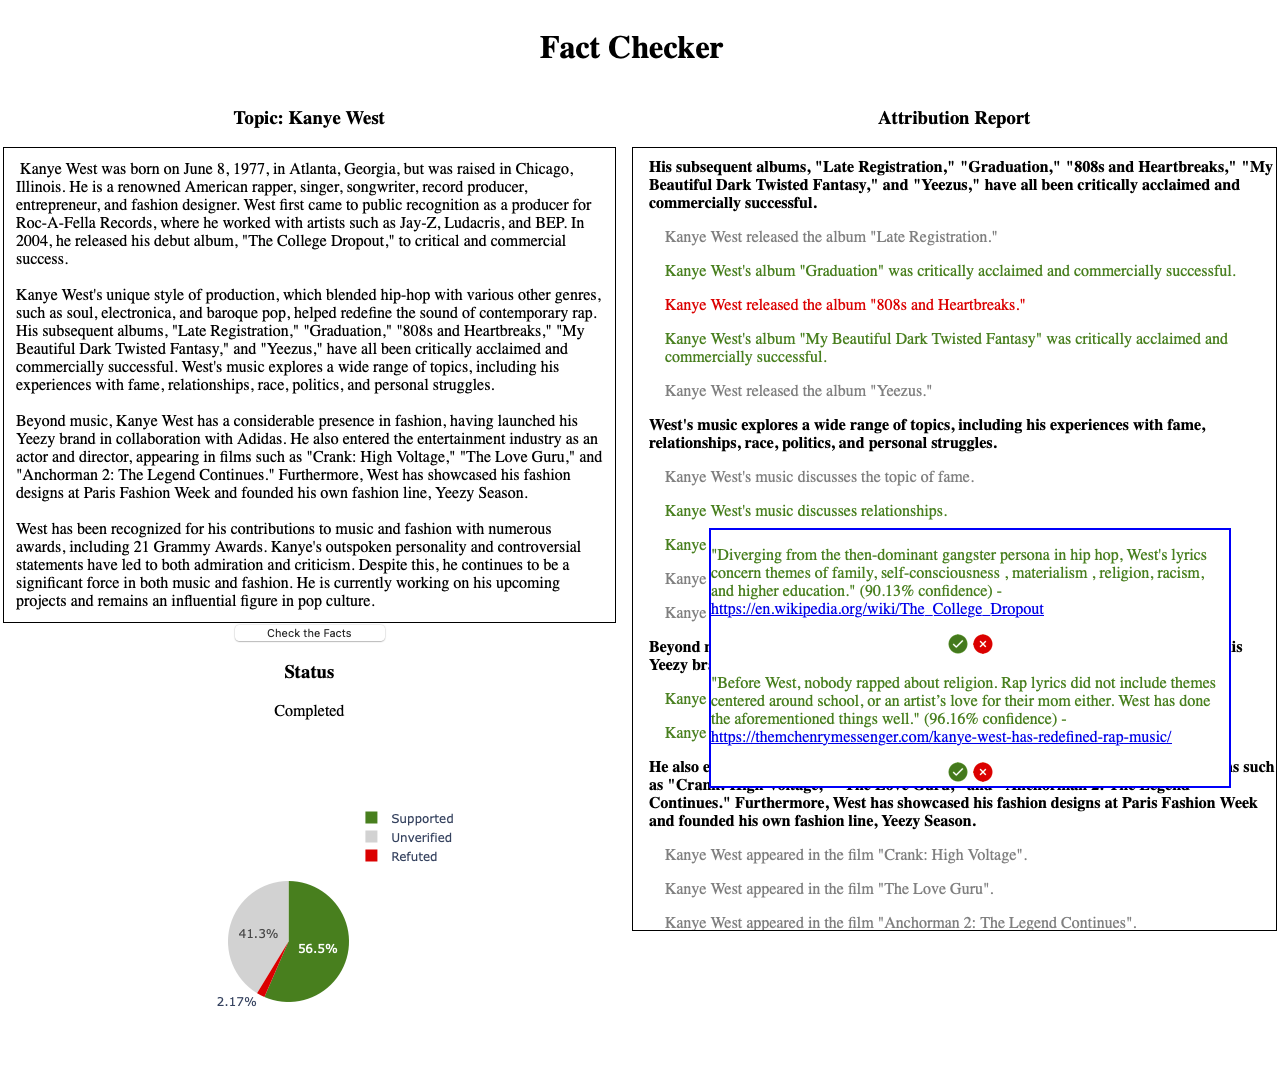 Fact Checker
Topic: Kanye West
Kanye West was born on June 8, 1977, in Atlanta, Georgia, but was raised in Chicago,
Illinois. He is a renowned American rapper, singer, songwriter, record producer,
entrepreneur, and fashion designer. West first came to public recognition as a producer for
Roc-A-Fella Records, where he worked with artists such as Jay-Z, Ludacris, and BEP. In
2004, he released his debut album, "The College Dropout," to critical and commercial
success.
Kanye West's unique style of production, which blended hip-hop with various other genres,
such as soul, electronica, and baroque pop, helped redefine the sound of contemporary rap.
His subsequent albums, "Late Registration," "Graduation," "808s and Heartbreaks," "My
Beautiful Dark Twisted Fantasy," and "Yeezus," have all been critically acclaimed and
commercially successful. West's music explores a wide range of topics, including his
experiences with fame, relationships, race, politics, and personal struggles.
Beyond music, Kanye West has a considerable presence in fashion, having launched his
Yeezy brand in collaboration with Adidas. He also entered the entertainment industry as an
actor and director, appearing in films such as "Crank: High Voltage," "The Love Guru," and
"Anchorman 2: The Legend Continues." Furthermore, West has showcased his fashion
designs at Paris Fashion Week and founded his own fashion line, Yeezy Season.
West has been recognized for his contributions to music and fashion with numerous
awards, including 21 Grammy Awards. Kanye's outspoken personality and controversial
statements have led to both admiration and criticism. Despite this, he continues to be a
significant force in both music and fashion. He is currently working on his upcoming
projects and remains an influential figure in pop culture.
Check the Facts
Status
Completed
Supported
Unverified
Refuted
41.3%
56.5%
2.17%
Attribution Report
His subsequent albums, "Late Registration," "Graduation," "808s and Heartbreaks," "My
Beautiful Dark Twisted Fantasy," and "Yeezus," have all been critically acclaimed and
commercially successful.
Kanye West released the album "Late Registration."
Kanye West's album "Graduation" was critically acclaimed and commercially successful.
Kanye West released the album "808s and Heartbreaks."
Kanye West's album "My Beautiful Dark Twisted Fantasy" was critically acclaimed and
commercially successful.
Kanye West released the album "Yeezus."
West's music explores a wide range of topics, including his experiences with fame,
relationships, race, politics, and personal struggles.
Kanye West's music discusses the topic of fame.
Kanye West's music discusses relationships.
Kanye
Kanye
Kanye
"Diverging from the then-dominant gangster persona in hip hop, West's lyrics
concern themes of family, self-consciousness , materialism , religion, racism,
and higher education." (90.13% confidence) -
https://en.wikipedia.org/wiki/The_College_Dropout
"Before West, nobody rapped about religion. Rap lyrics did not include themes
centered around school, or an artist's love for their mom either. West has done
the aforementioned things well." (96.16% confidence) -
https://themchenrymessenger.com/kanye-west-has-redefined-rap-music/
Beyond
Yeezy
Kanye
Kanye
He also such
as "Crank: High Voltage," "The Love Guru," and "Anchorman 2: The Legend
Continues." Furthermore, West has showcased his fashion designs at Paris Fashion Week
and founded his own fashion line, Yeezy Season.
Kanye West appeared in the film "Crank: High Voltage".
Kanye West appeared in the film "The Love Guru".
Kanye West appeared in the film "Anchorman 2: The Legend Continues".